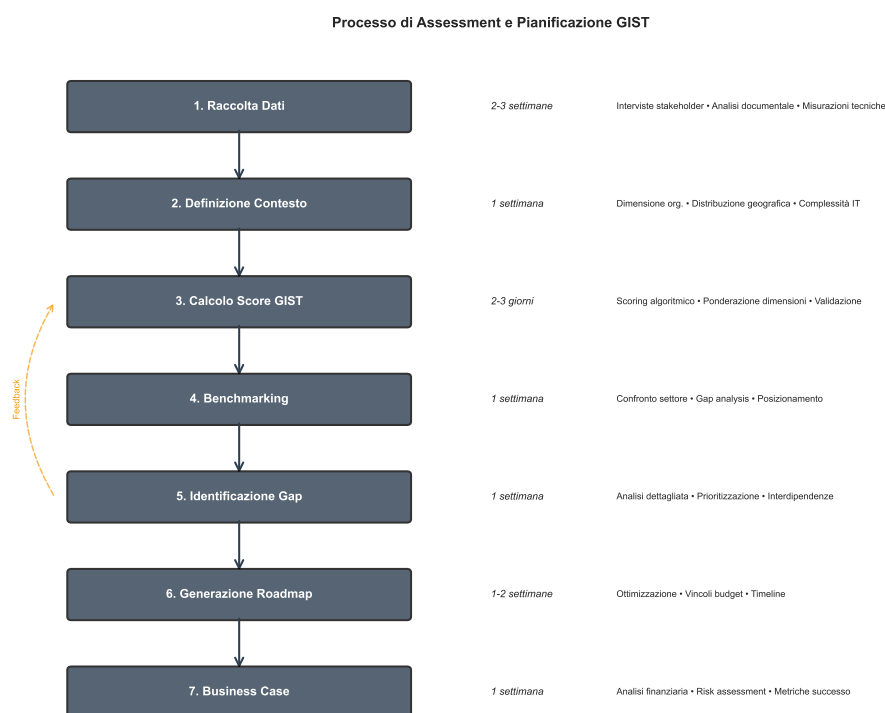 Processo di Assessment e Pianificazione GIST
1. Raccolta Dati
2-3 settimane
Interviste stakeholder • Analisi documentale • Misurazioni tecniche
2. Definizione Contesto
1 settimana
Dimensione org. • Distribuzione geografica • Complessità IT
3. Calcolo Score GIST
2-3 giorni
Scoring algoritmico • Ponderazione dimensioni • Validazione
Feedback
4. Benchmarking
1 settimana
Confronto settore • Gap analysis • Posizionamento
5. Identificazione Gap
1 settimana
Analisi dettagliata • Prioritizzazione • Interdipendenze
6. Generazione Roadmap
1-2 settimane
Ottimizzazione • Vincoli budget • Timeline
7. Business Case
1 settimana
Analisi finanziaria • Risk assessment • Metriche successo